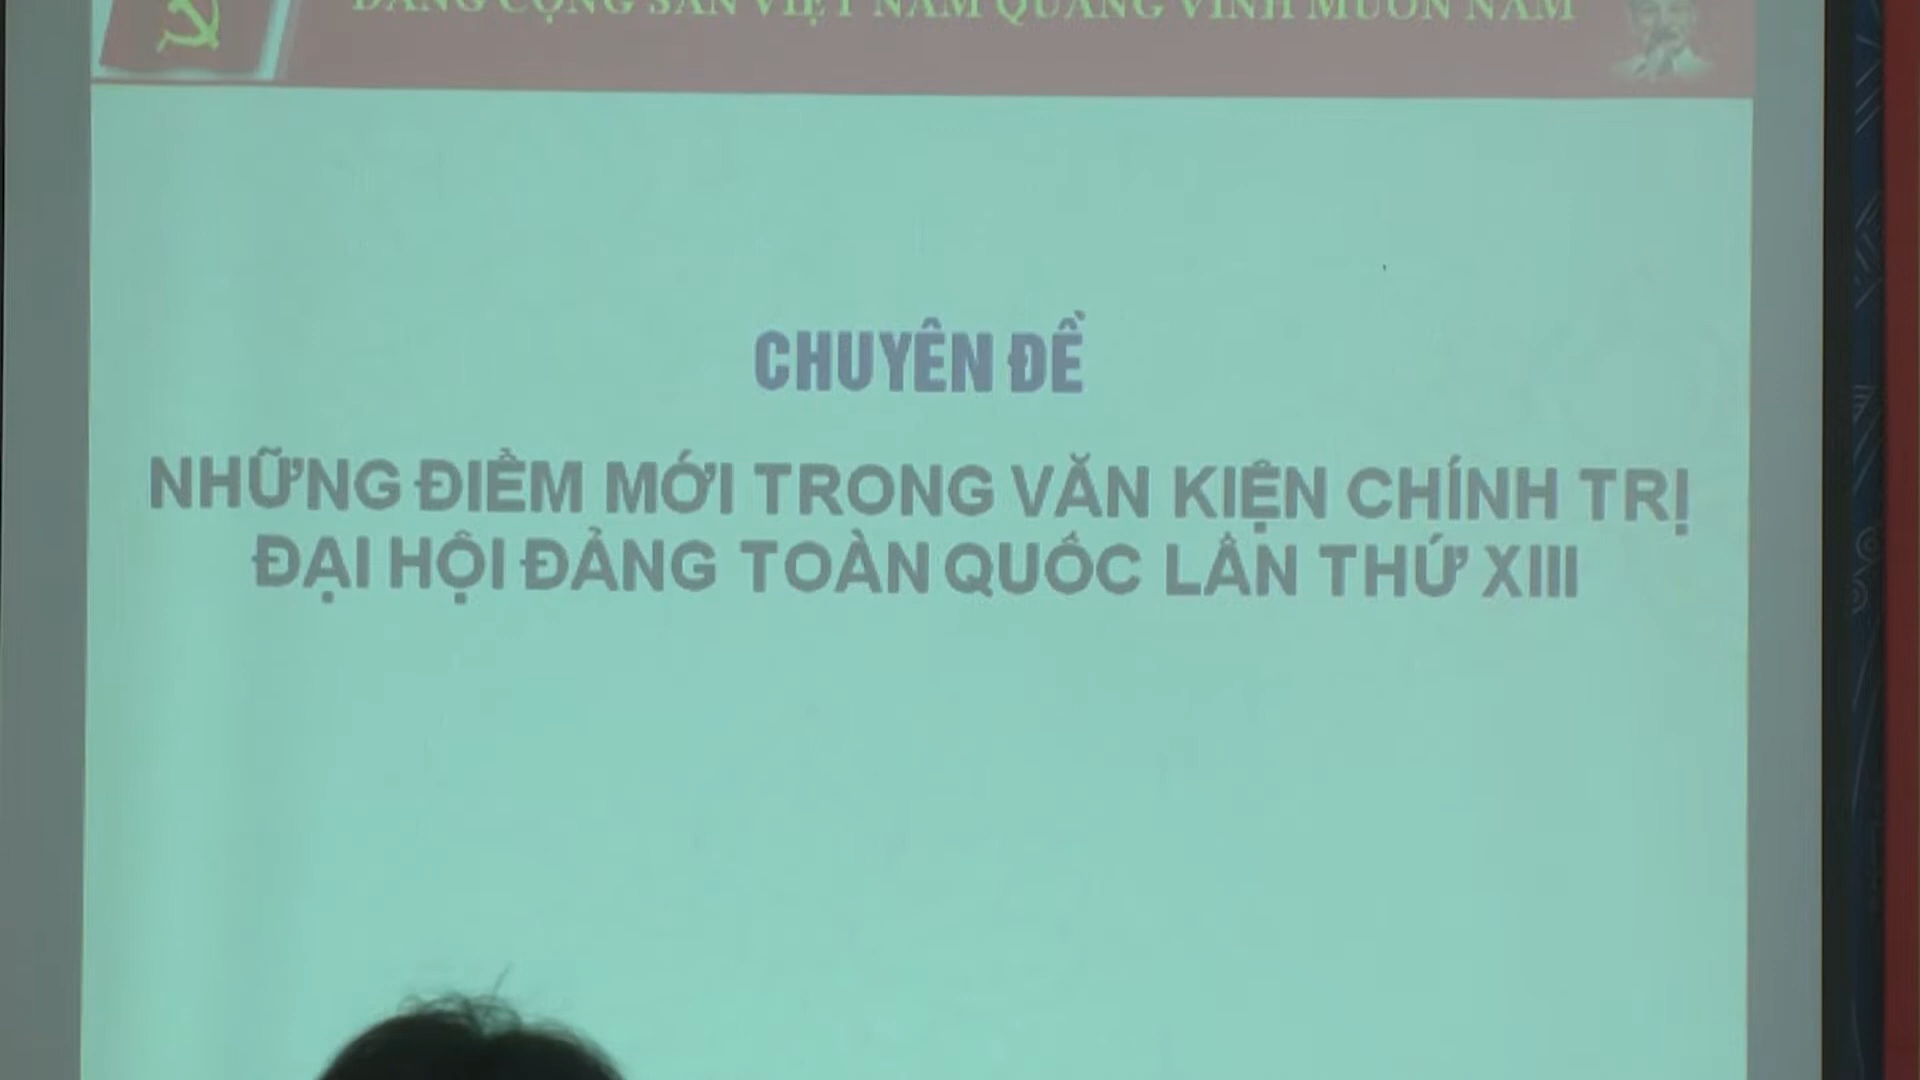 ĐẢNG CỘNG SẢN VIỆT NAM QUANG VINH MUÔN NĂM
CHUYÊN ĐỀ
NHỮNG ĐIỂM MỚI TRONG VĂN KIỆN CHÍNH TRỊ
ĐẠI HỘI ĐẢNG TOÀN QUỐC LẦN THỨ XIII